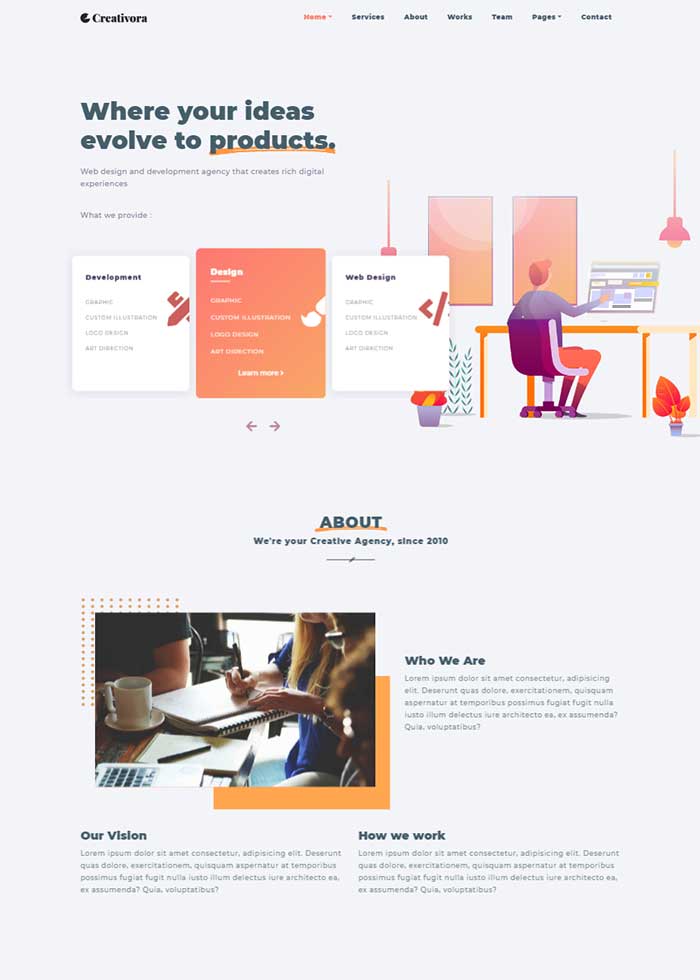 Creativora
Home Services About Works Team Pages Contact
Where your ideas
evolve to products.
Web design and development agency that creates rich digital
experiences
What we provide :
Development
GRAPHIC
CUSTOM ILLUSTRATION
LOGO DESIGN
ART DIRECTION
Design
GRAPHIC
CUSTOM ILLUSTRATION
LOGO DESIGN
ART DIRECTION
Learn more
Web Design
GRAPHIC
CUSTOM ILLUSTRATION
LOGO DESIGN
ART DIRECTION
ABOUT
We're your Creative Agency, since 2010
Who We Are
Lorem ipsum dolor sit amet consectetur, adipisicing
elit. Deserunt quas dolore, exercitationem, quisquam
aspernatur at temporibus possimus fugiat fugit nulla
iusto illum delectus iure architecto ea, ex assumenda?
Quia, voluptatibus?
Our Vision
Lorem ipsum dolor sit amet consectetur, adipisicing elit. Deserunt
quas dolore, exercitationem, quisquam aspernatur at temporibus
possimus fugiat fugit nulla iusto illum delectus iure architecto ea,
ex assumenda? Quia, voluptatibus?
How we work
Lorem ipsum dolor sit amet consectetur, adipisicing elit. Deserunt
quas dolore, exercitationem, quisquam aspernatur at temporibus
possimus fugiat fugit nulla iusto illum delectus iure architecto ea,
ex assumenda? Quia, voluptatibus?